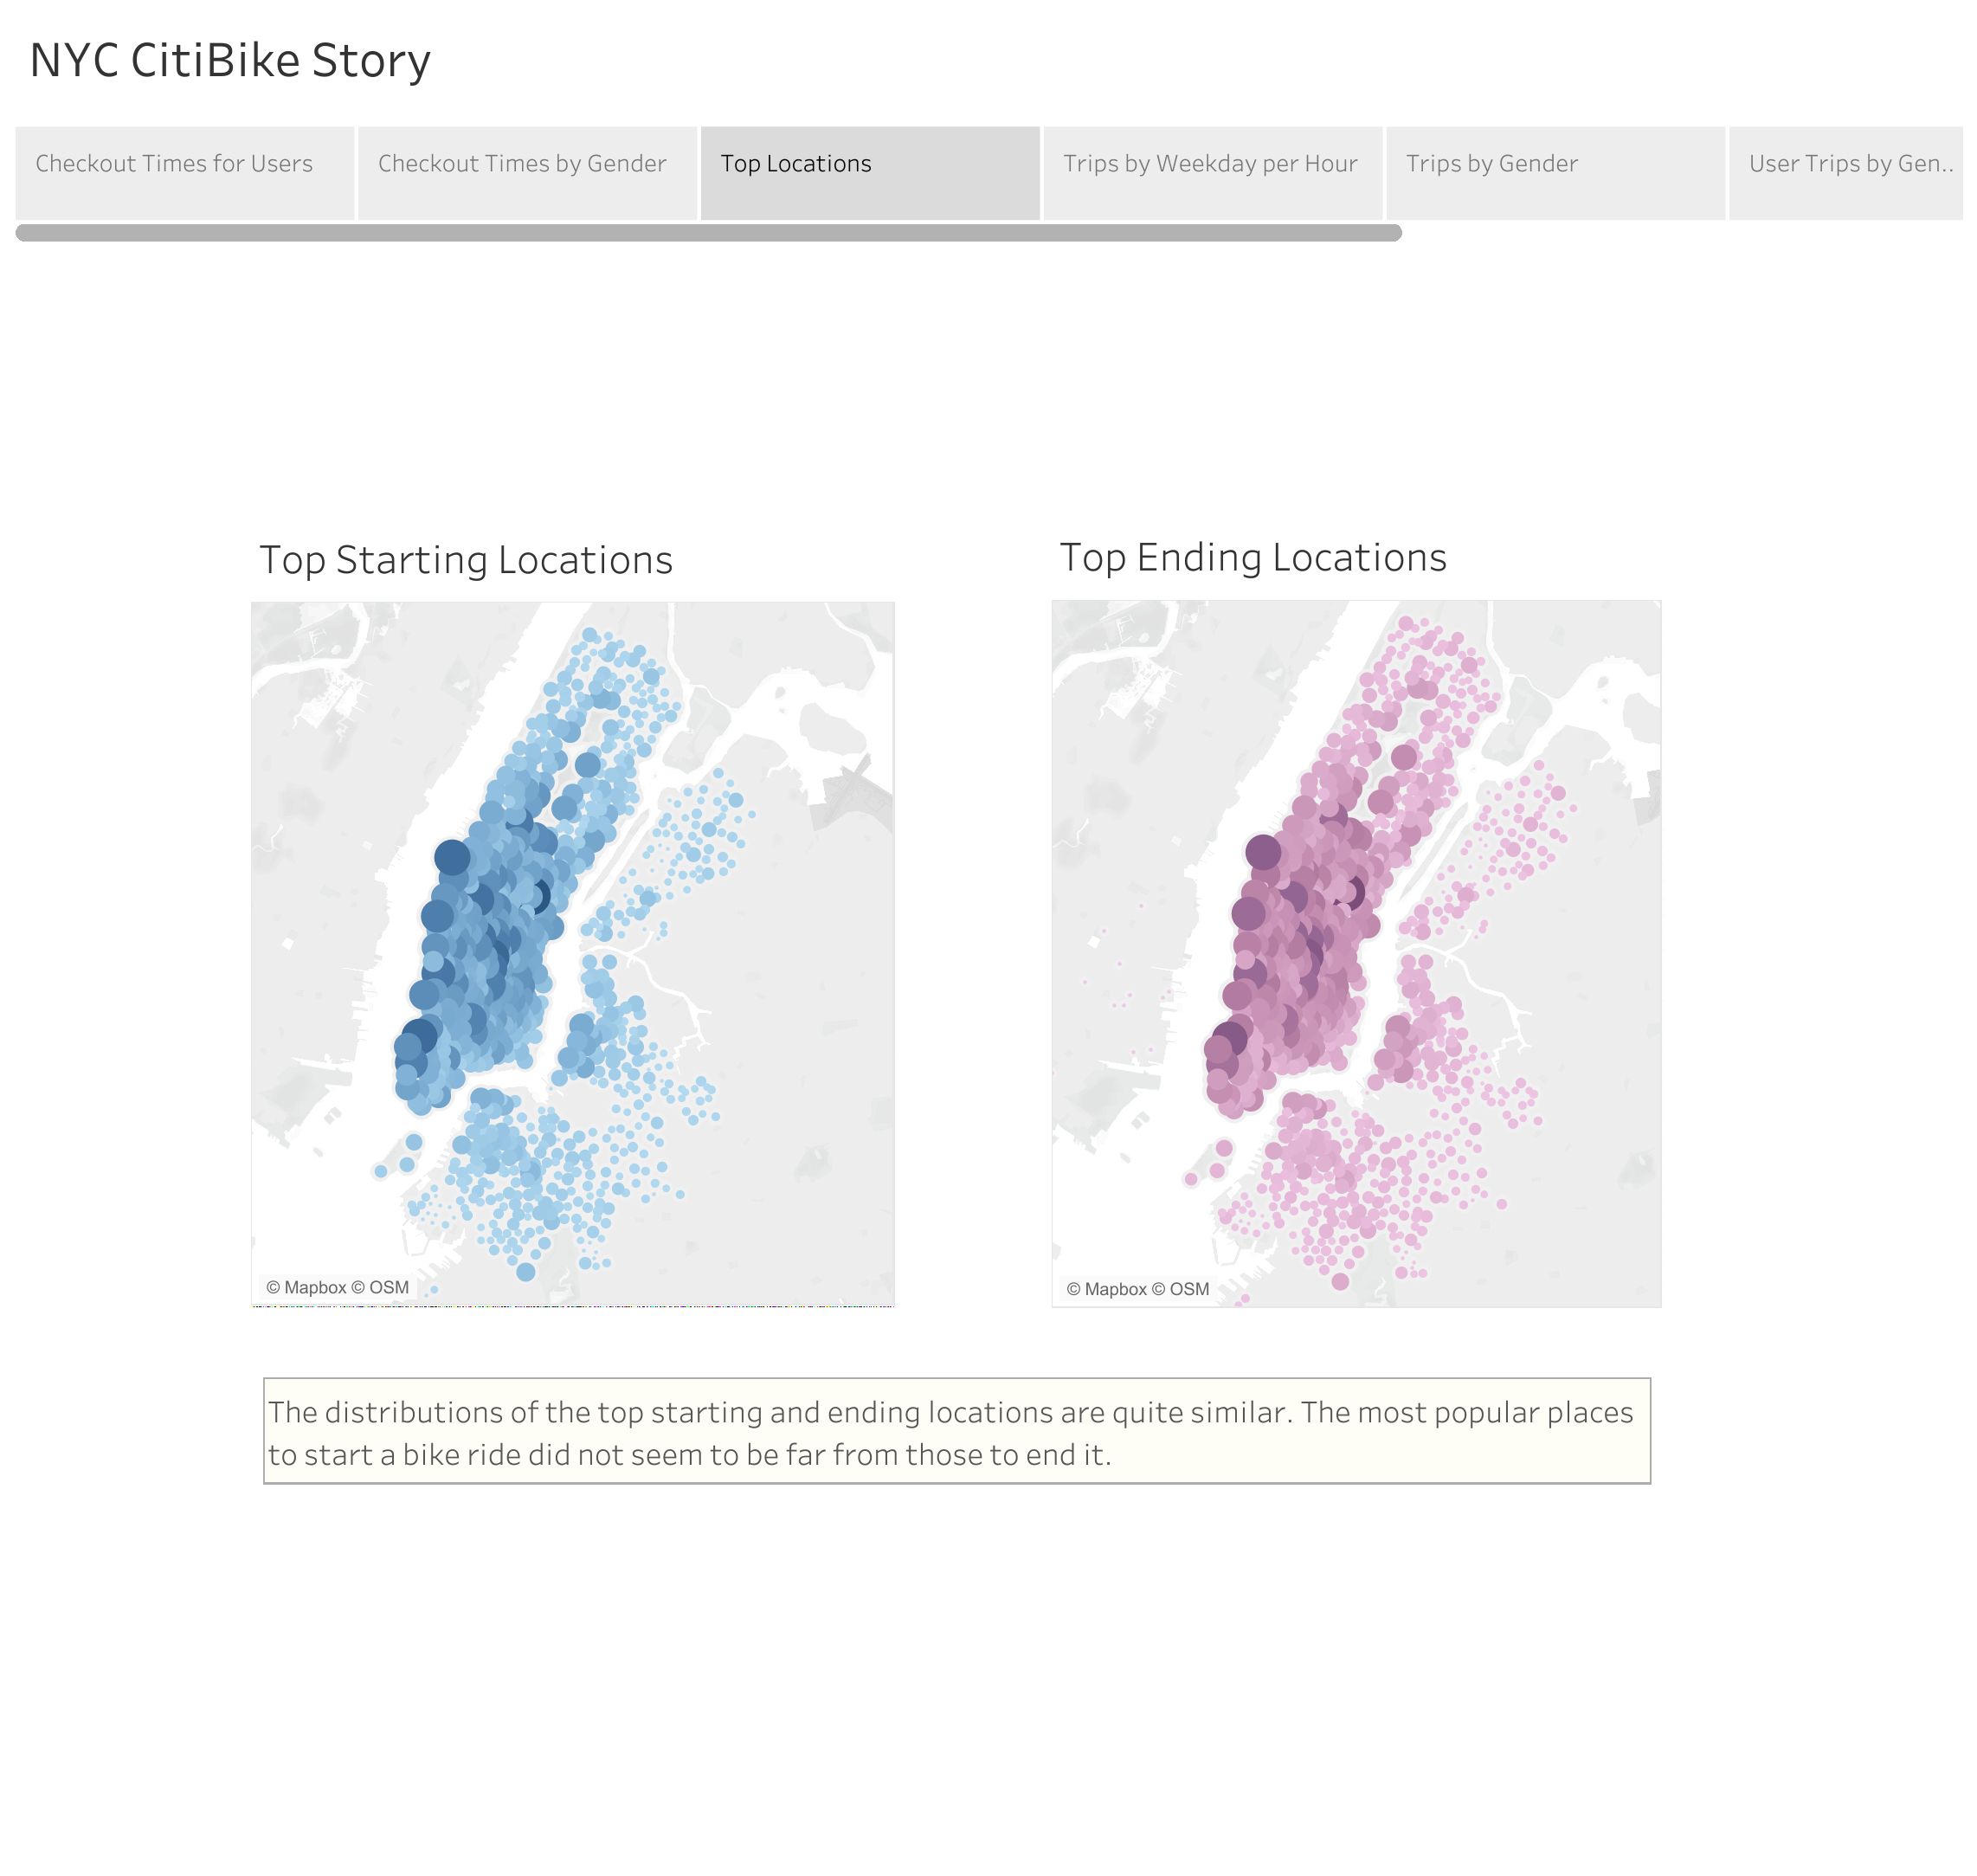 NYC CitiBike Story
Checkout Times for Users
Checkout Times by Gender
Top Locations
Trips by Weekday per Hour
Trips by Gender
User Trips by Gen..
Top Starting Locations
Top Ending Locations
© Mapbox © OSM
© Mapbox © OSM
The distributions of the top starting and ending locations are quite similar. The most popular places
to start a bike ride did not seem to be far from those to end it.